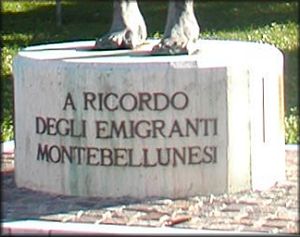 A RICORDO
DEGLI EMIGRANTI
MONTEBELLUNESI